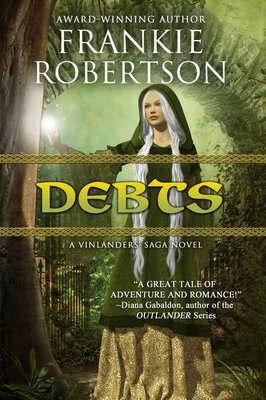 AWARD-WINNING AUTHOR
FRANKIE
ROBERTSON
DEBTS
A VINLANDERS' SAGA NOVEL
"A GREAT TALE OF
ADVENTURE AND ROMANCE!"
~Diana Gabaldon, author of the
OUTLANDER Series